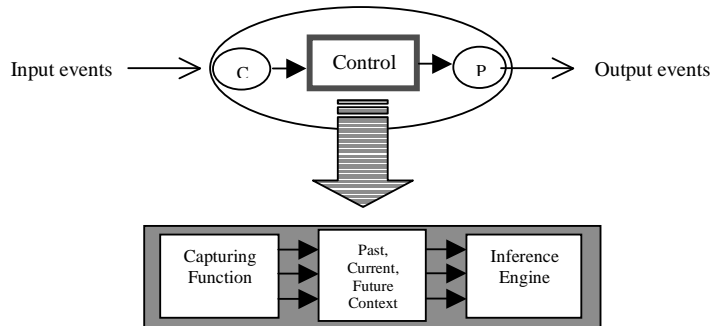 Input events
C
Control
P
Output events
Capturing
Function
Past,
Current,
Future
Context
Inference
Engine